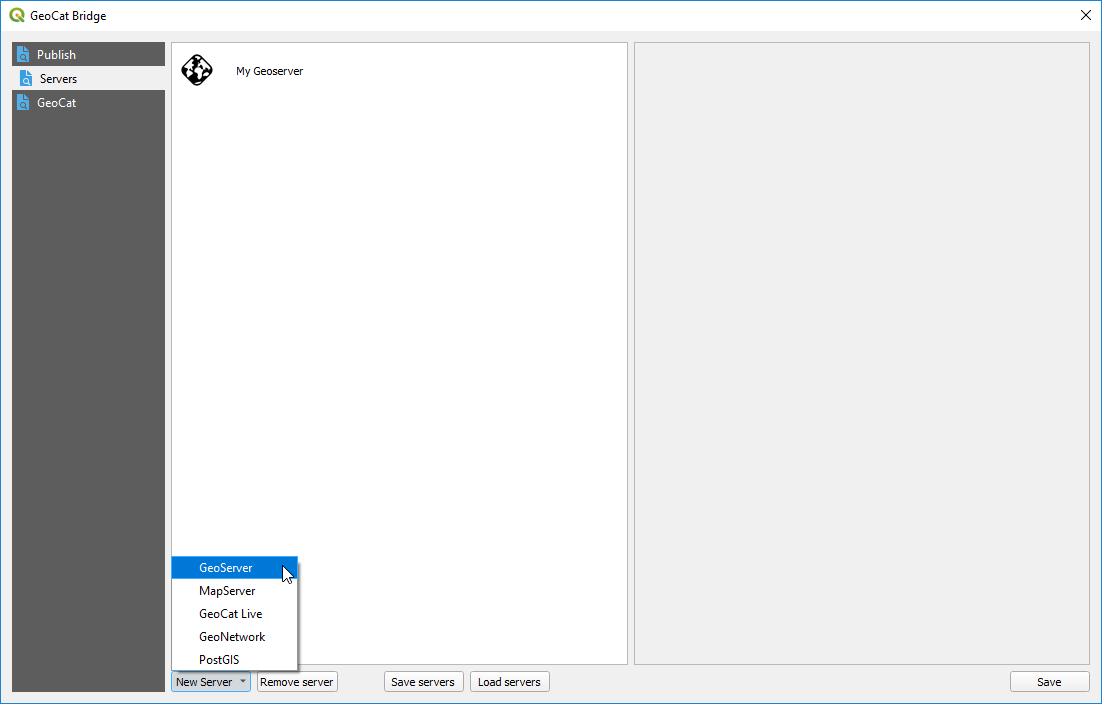 GeoCat Bridge
Publish
Servers
GeoCat
My Geoserver
GeoServer
MapServer
GeoCat Live
GeoNetwork
PostGIS
New Server
Remove server
Save servers
Load servers
Save